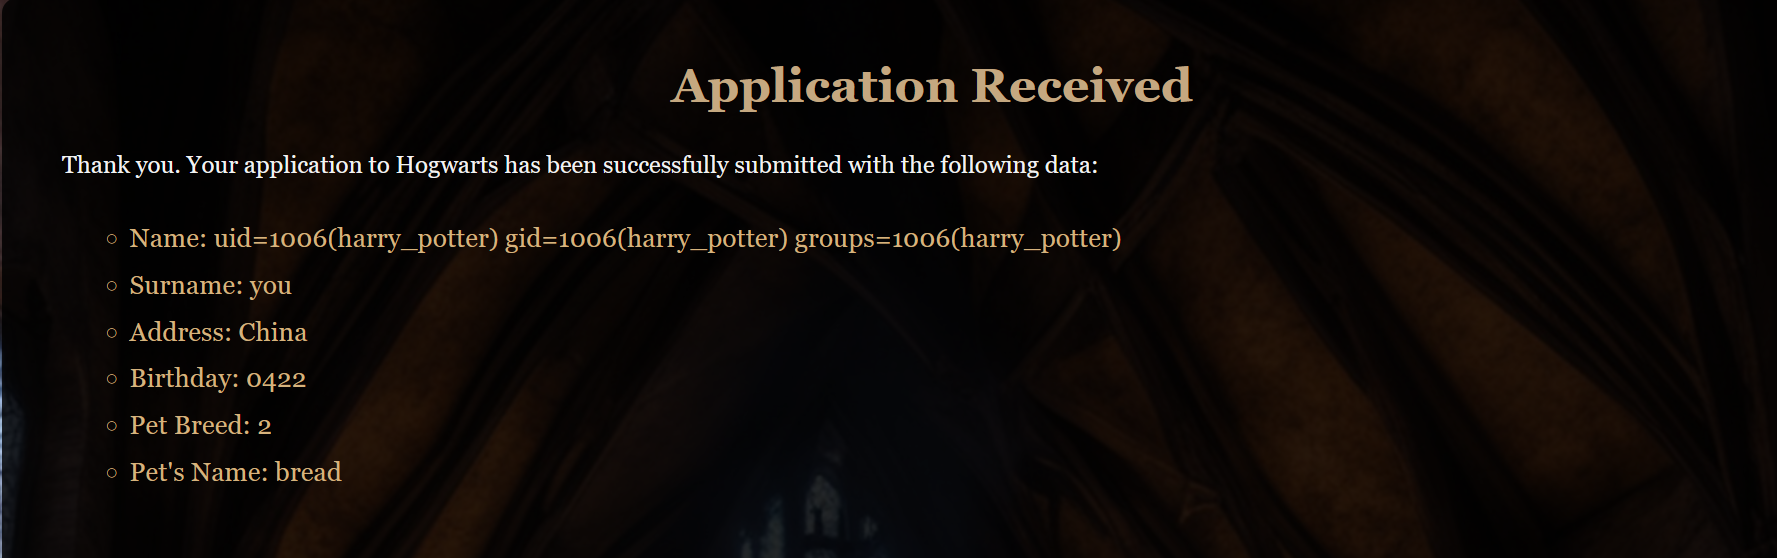 Application Received
Thank you. Your application to Hogwarts has been successfully submitted with the following data:
Name: uid=1006(harry_potter) gid=1006(harry_potter) groups=1006(harry_potter)
Surname: you
Address: China
Birthday: 0422
Pet Breed: 2
Pet's Name: bread